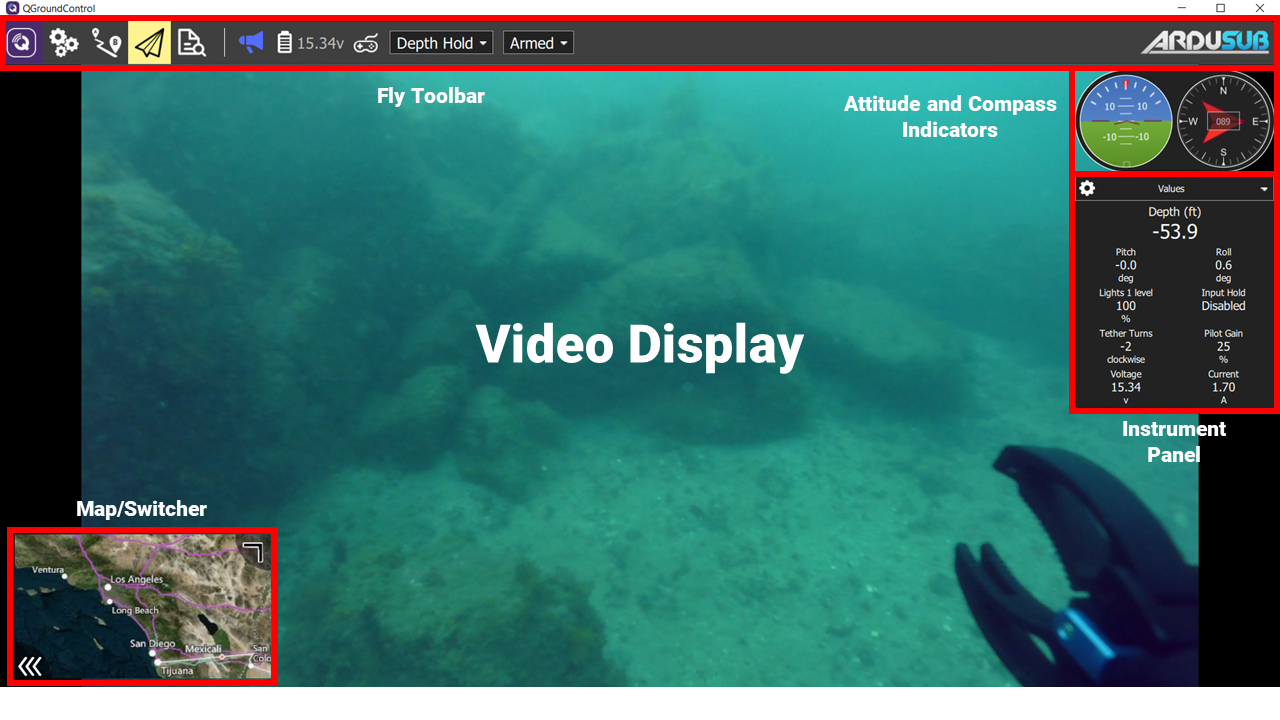 QGroundControl
15.34v
Depth Hold
Armed
ARDUSUB
Fly Toolbar
Attitude and Compass
Indicators
10 10
-10 -10
N
W 089 E
S
Values
Depth (ft)
-53.9
Pitch Roll
-0.0 0.6
deg deg
Lights 1 level Input Hold
100 Disabled
%
Tether Turns Pilot Gain
-2 25
clockwise %
Voltage Current
15.34 1.70
v A
Video Display
Instrument
Panel
Map/Switcher
Ventura
Los Angeles
Long Beach
San Diego
Mexicali
San
Colo
Tijuana